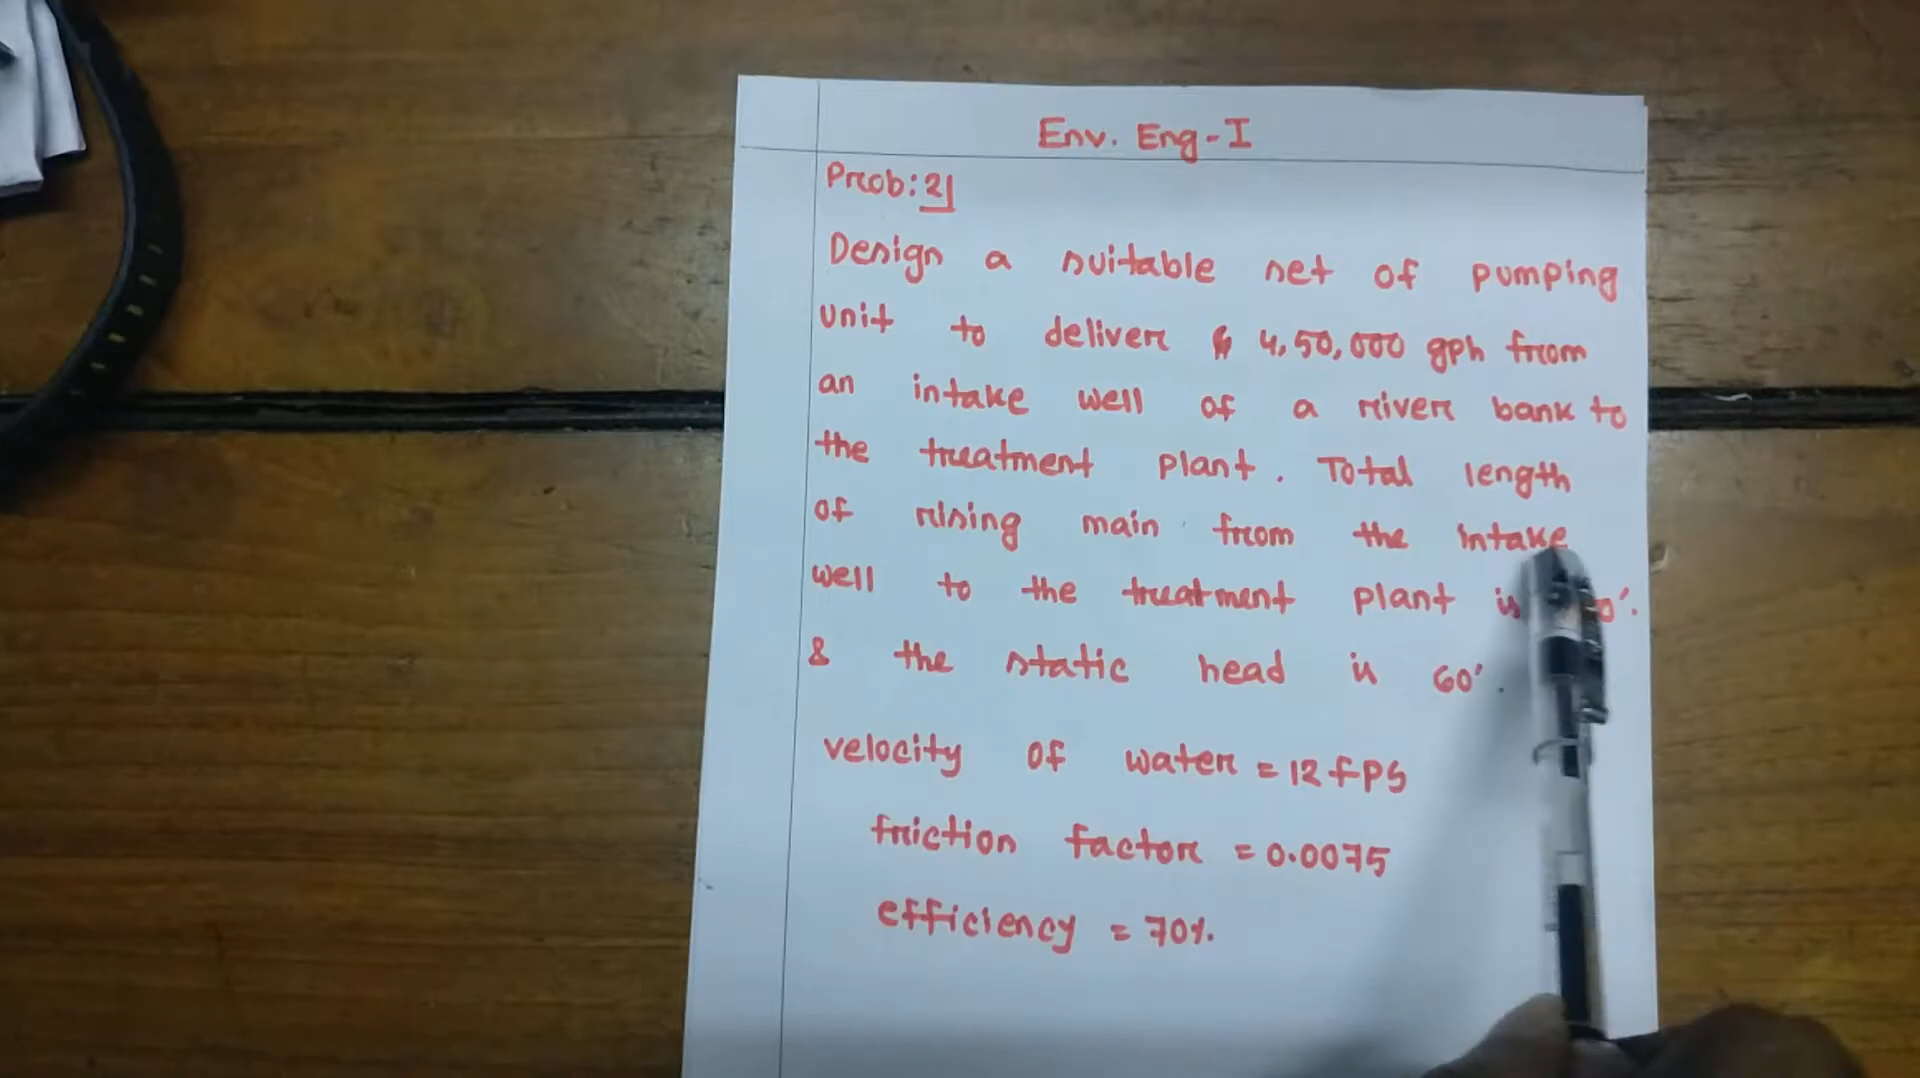 Env. Eng-I
Prob: 2
Design a suitable set of pumping
unit to deliver 4,50,000 gph from
an intake well of a river bank to
the treatment plant. Total length
of rising main from the intake
well to the treatment plant is
& the static head is 60'.
velocity of water = 12 fps
friction factor = 0.0075
efficiency = 70%.